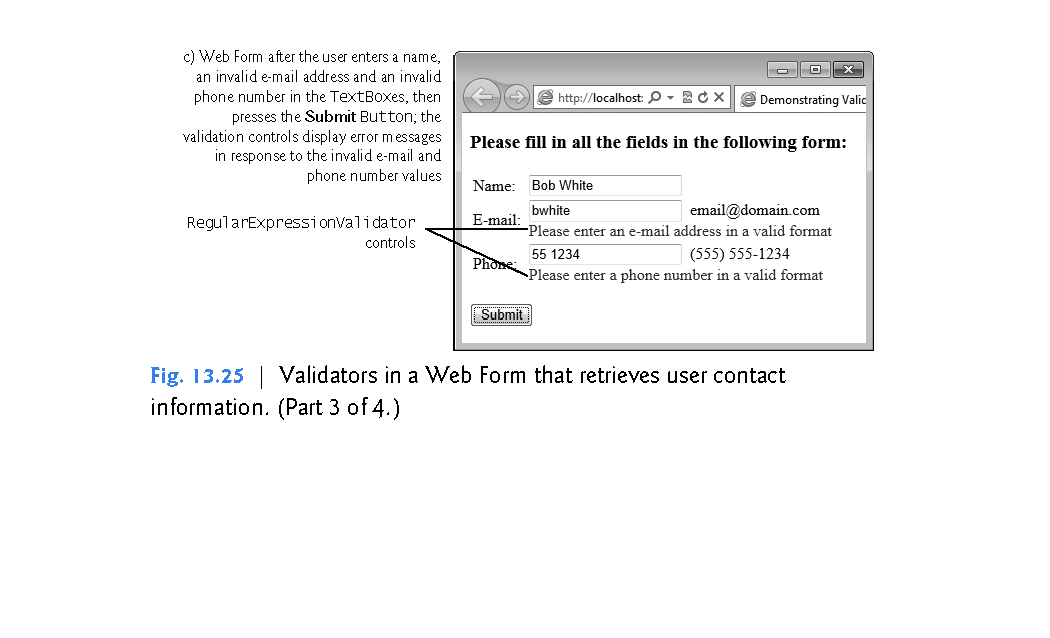 c) Web Form after the user enters a name,
an invalid e-mail address and an invalid
phone number in the TextBoxes, then
presses the Submit Button; the
validation controls display error messages
in response to the invalid e-mail and
phone number values
RegularExpressionValidator
controls
http://localhost:
Demonstrating Valid
Please fill in all the fields in the following form:
Name: Bob White
E-mail: bwhite email@domain.com
Please enter an e-mail address in a valid format
Phone: 55 1234 (555) 555-1234
Please enter a phone number in a valid format
Submit
Fig. 13.25 | Validators in a Web Form that retrieves user contact
information. (Part 3 of 4.)